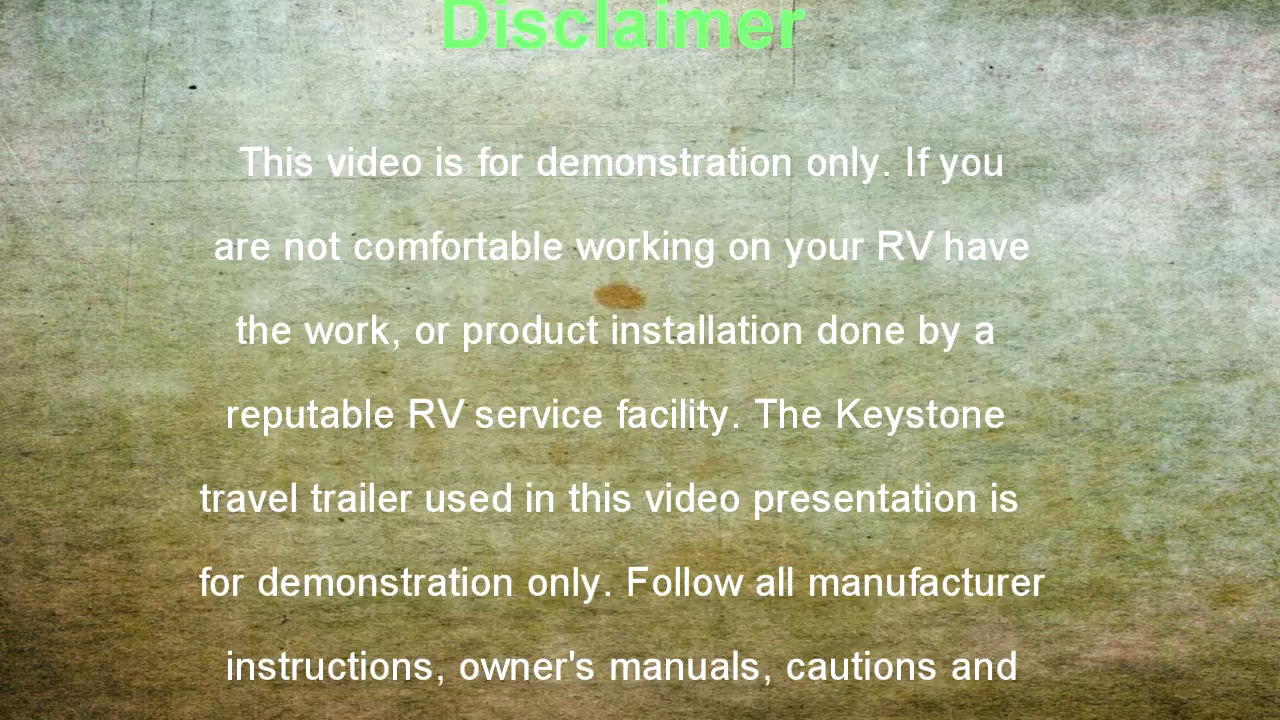 Disclaimer
This video is for demonstration only. If you
are not comfortable working on your RV have
the work, or product installation done by a
reputable RV service facility. The Keystone
travel trailer used in this video presentation is
for demonstration only. Follow all manufacturer
instructions, owner's manuals, cautions and